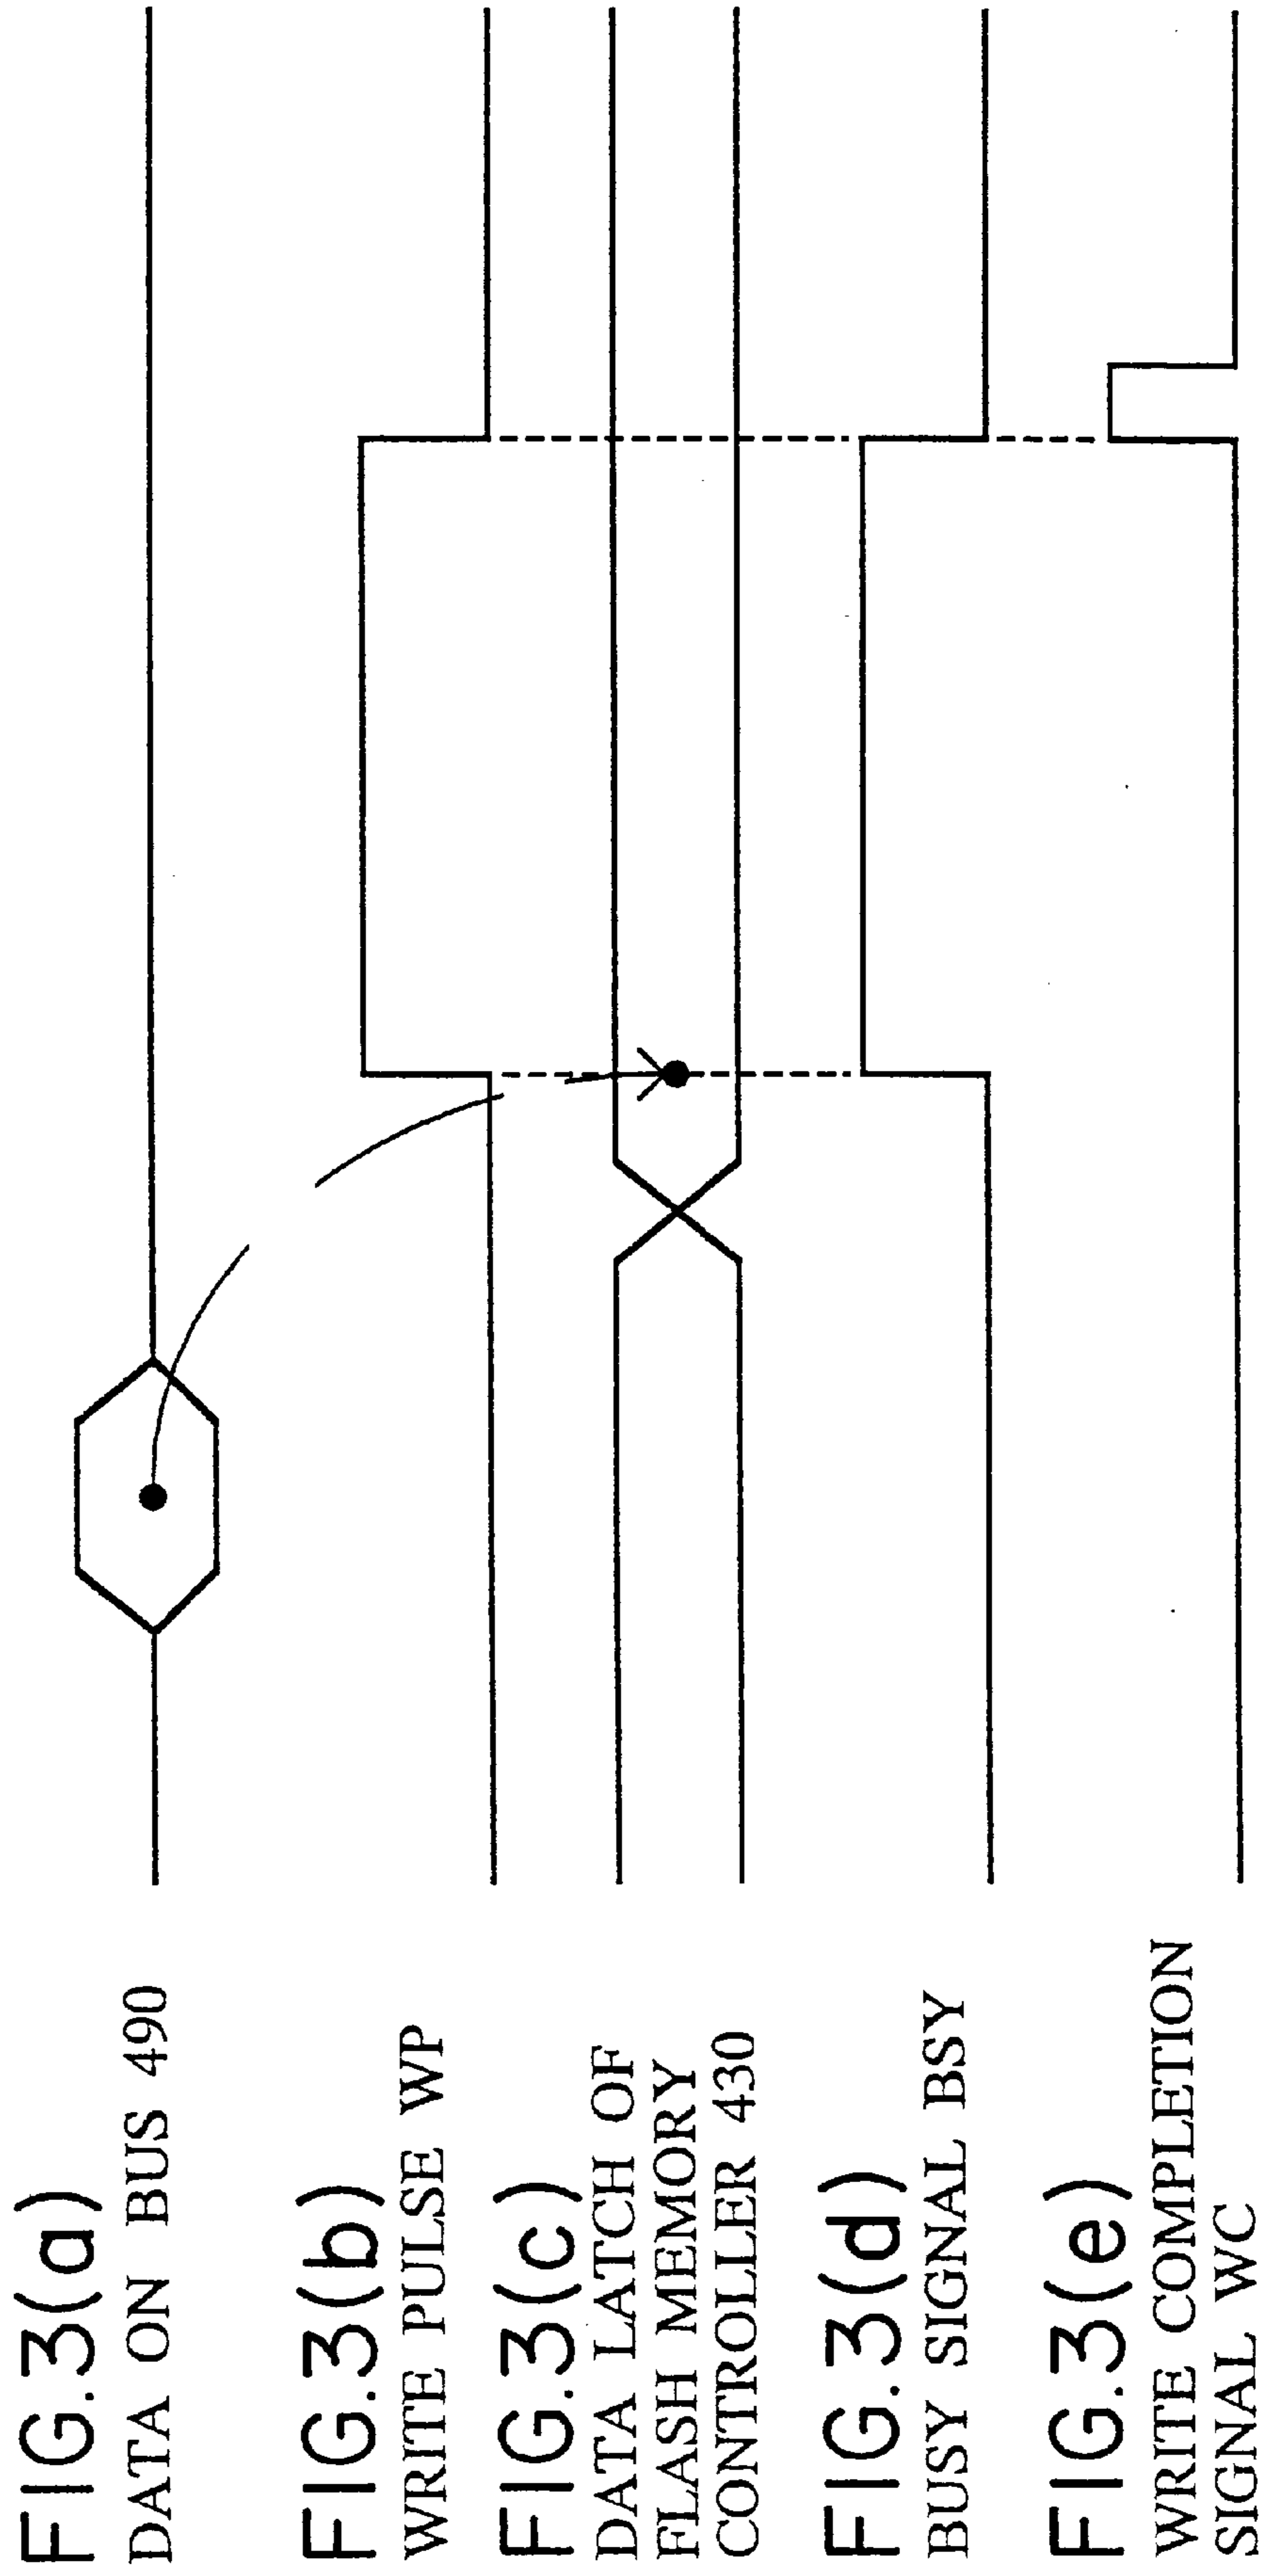 FIG.3(a)
DATA ON BUS 490
FIG.3(b)
WRITE PULSE WP
FIG.3(c)
DATA LATCH OF
FLASH MEMORY
CONTROLLER 430
FIG.3(d)
BUSY SIGNAL BSY
FIG.3(e)
WRITE COMPLETION
SIGNAL WC